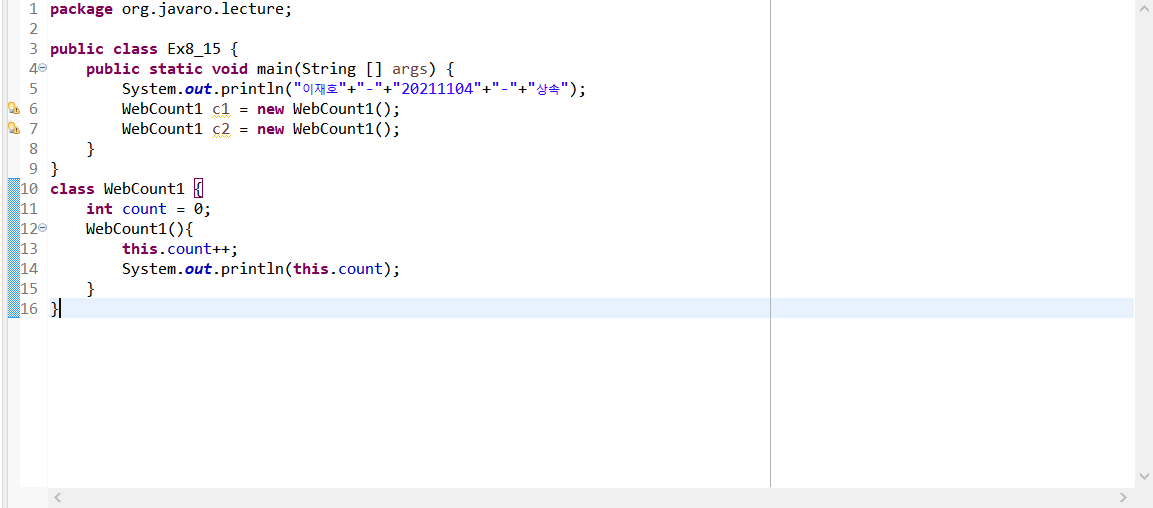 1 package org.javaro.lecture;
2
3 public class Ex8_15 {
4     public static void main(String [] args) {
5         System.out.println("이재호"+"-"+"20211104"+"-"+"상속");
6         WebCount1 c1 = new WebCount1();
7         WebCount1 c2 = new WebCount1();
8     }
9 }
10 class WebCount1 {
11     int count = 0;
12     WebCount1(){
13         this.count++;
14         System.out.println(this.count);
15     }
16 }